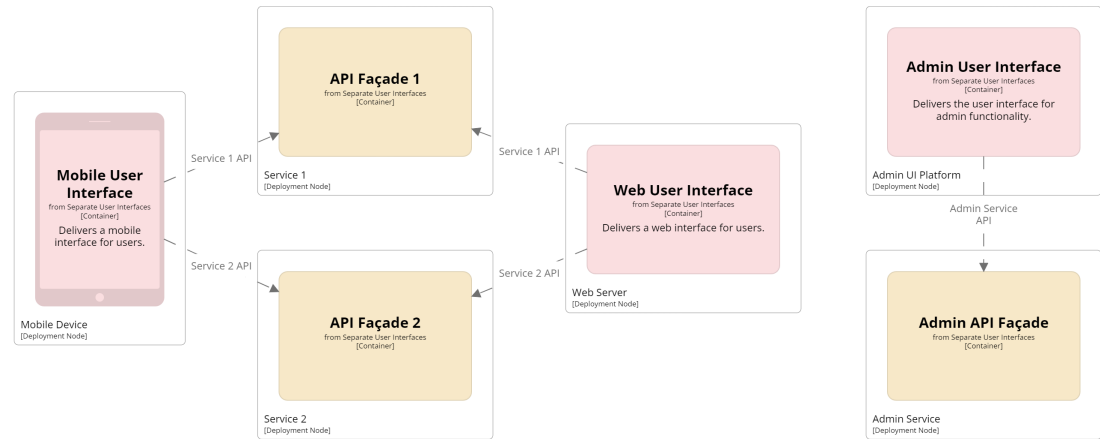 API Façade 1
from Separate User Interfaces
[Container]
Service 1
[Deployment Node]
Admin User Interface
from Separate User Interfaces
[Container]
Delivers the user interface for
admin functionality.
Admin UI Platform
[Deployment Node]
Mobile User
Interface
from Separate User Interfaces
[Container]
Delivers a mobile
interface for users.
Mobile Device
[Deployment Node]
Service 1 API
Service 2 API
Service 1 API
Service 2 API
Web User Interface
from Separate User Interfaces
[Container]
Delivers a web interface for users.
Web Server
[Deployment Node]
Admin Service
API
API Façade 2
from Separate User Interfaces
[Container]
Service 2
[Deployment Node]
Admin API Façade
from Separate User Interfaces
[Container]
Admin Service
[Deployment Node]